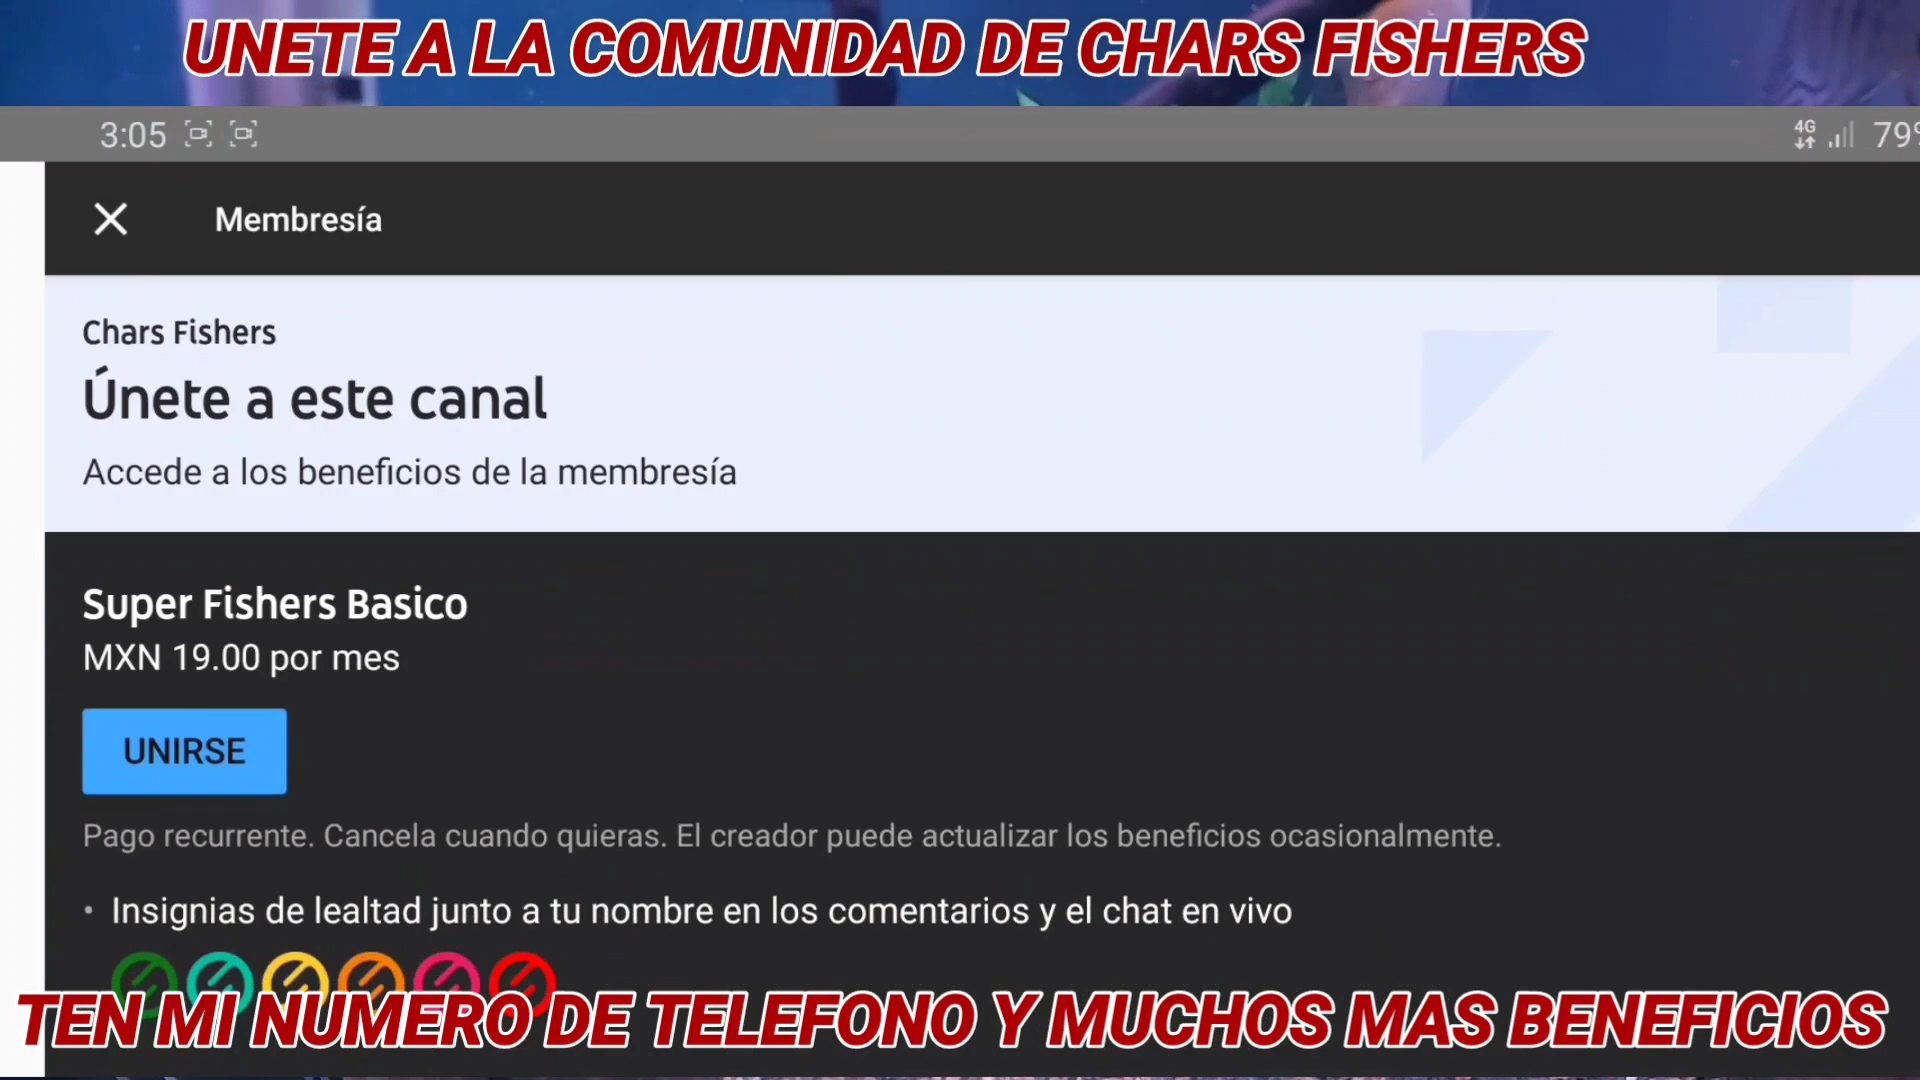 UNETE A LA COMUNIDAD DE CHARS FISHERS
3:05
4G
79%
Membresía
Chars Fishers
Únete a este canal
Accede a los beneficios de la membresía
Super Fishers Basico
MXN 19.00 por mes
UNIRSE
Pago recurrente. Cancela cuando quieras. El creador puede actualizar los beneficios ocasionalmente.
• Insignias de lealtad junto a tu nombre en los comentarios y el chat en vivo
TEN MI NUMERO DE TELEFONO Y MUCHOS MAS BENEFICIOS